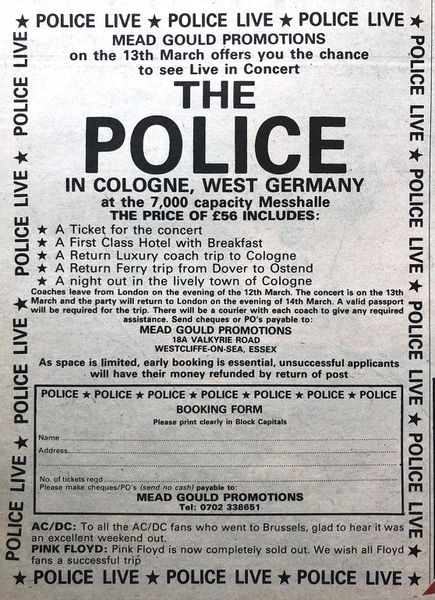 POLICE LIVE ★ POLICE LIVE ★ POLICE LIVE ★
MEAD GOULD PROMOTIONS
on the 13th March offers you the chance
to see Live in Concert
THE
POLICE
IN COLOGNE, WEST GERMANY
at the 7,000 capacity Messhalle
THE PRICE OF £56 INCLUDES:
★ A Ticket for the concert
★ A First Class Hotel with Breakfast
★ A Return Luxury coach trip to Cologne
★ A Return Ferry trip from Dover to Ostend
★ A night out in the lively town of Cologne
Coaches leave from London on the evening of the 12th March. The concert is on the 13th
March and the party will return to London on the evening of 14th March. A valid passport
will be required for the trip. There will be a courier with each coach to give any required
assistance. Send cheques or PO's payable to:
MEAD GOULD PROMOTIONS
18A VALKYRIE ROAD
WESTCLIFFE-ON-SEA, ESSEX
As space is limited, early booking is essential, unsuccessful applicants
will have their money refunded by return of post
POLICE ★ POLICE ★ POLICE ★ POLICE ★ POLICE ★ POLICE ★ POLICE
BOOKING FORM
Please print clearly in Block Capitals
Name
Address
No. of tickets reqd
Please make cheques/PO's (send no cash) payable to:
MEAD GOULD PROMOTIONS
Tel: 0702 338651
AC/DC: To all the AC/DC fans who went to Brussels, glad to hear it was
an excellent weekend out.
PINK FLOYD: Pink Floyd is now completely sold out. We wish all Floyd
fans a successful trip
★ POLICE LIVE ★ POLICE LIVE ★ POLICE LIVE ★
POLICE LIVE ★ POLICE LIVE ★ POLICE LIVE ★ POLICE LIVE ★
POLICE LIVE ★ POLICE LIVE ★ POLICE LIVE ★ POLICE LIVE ★